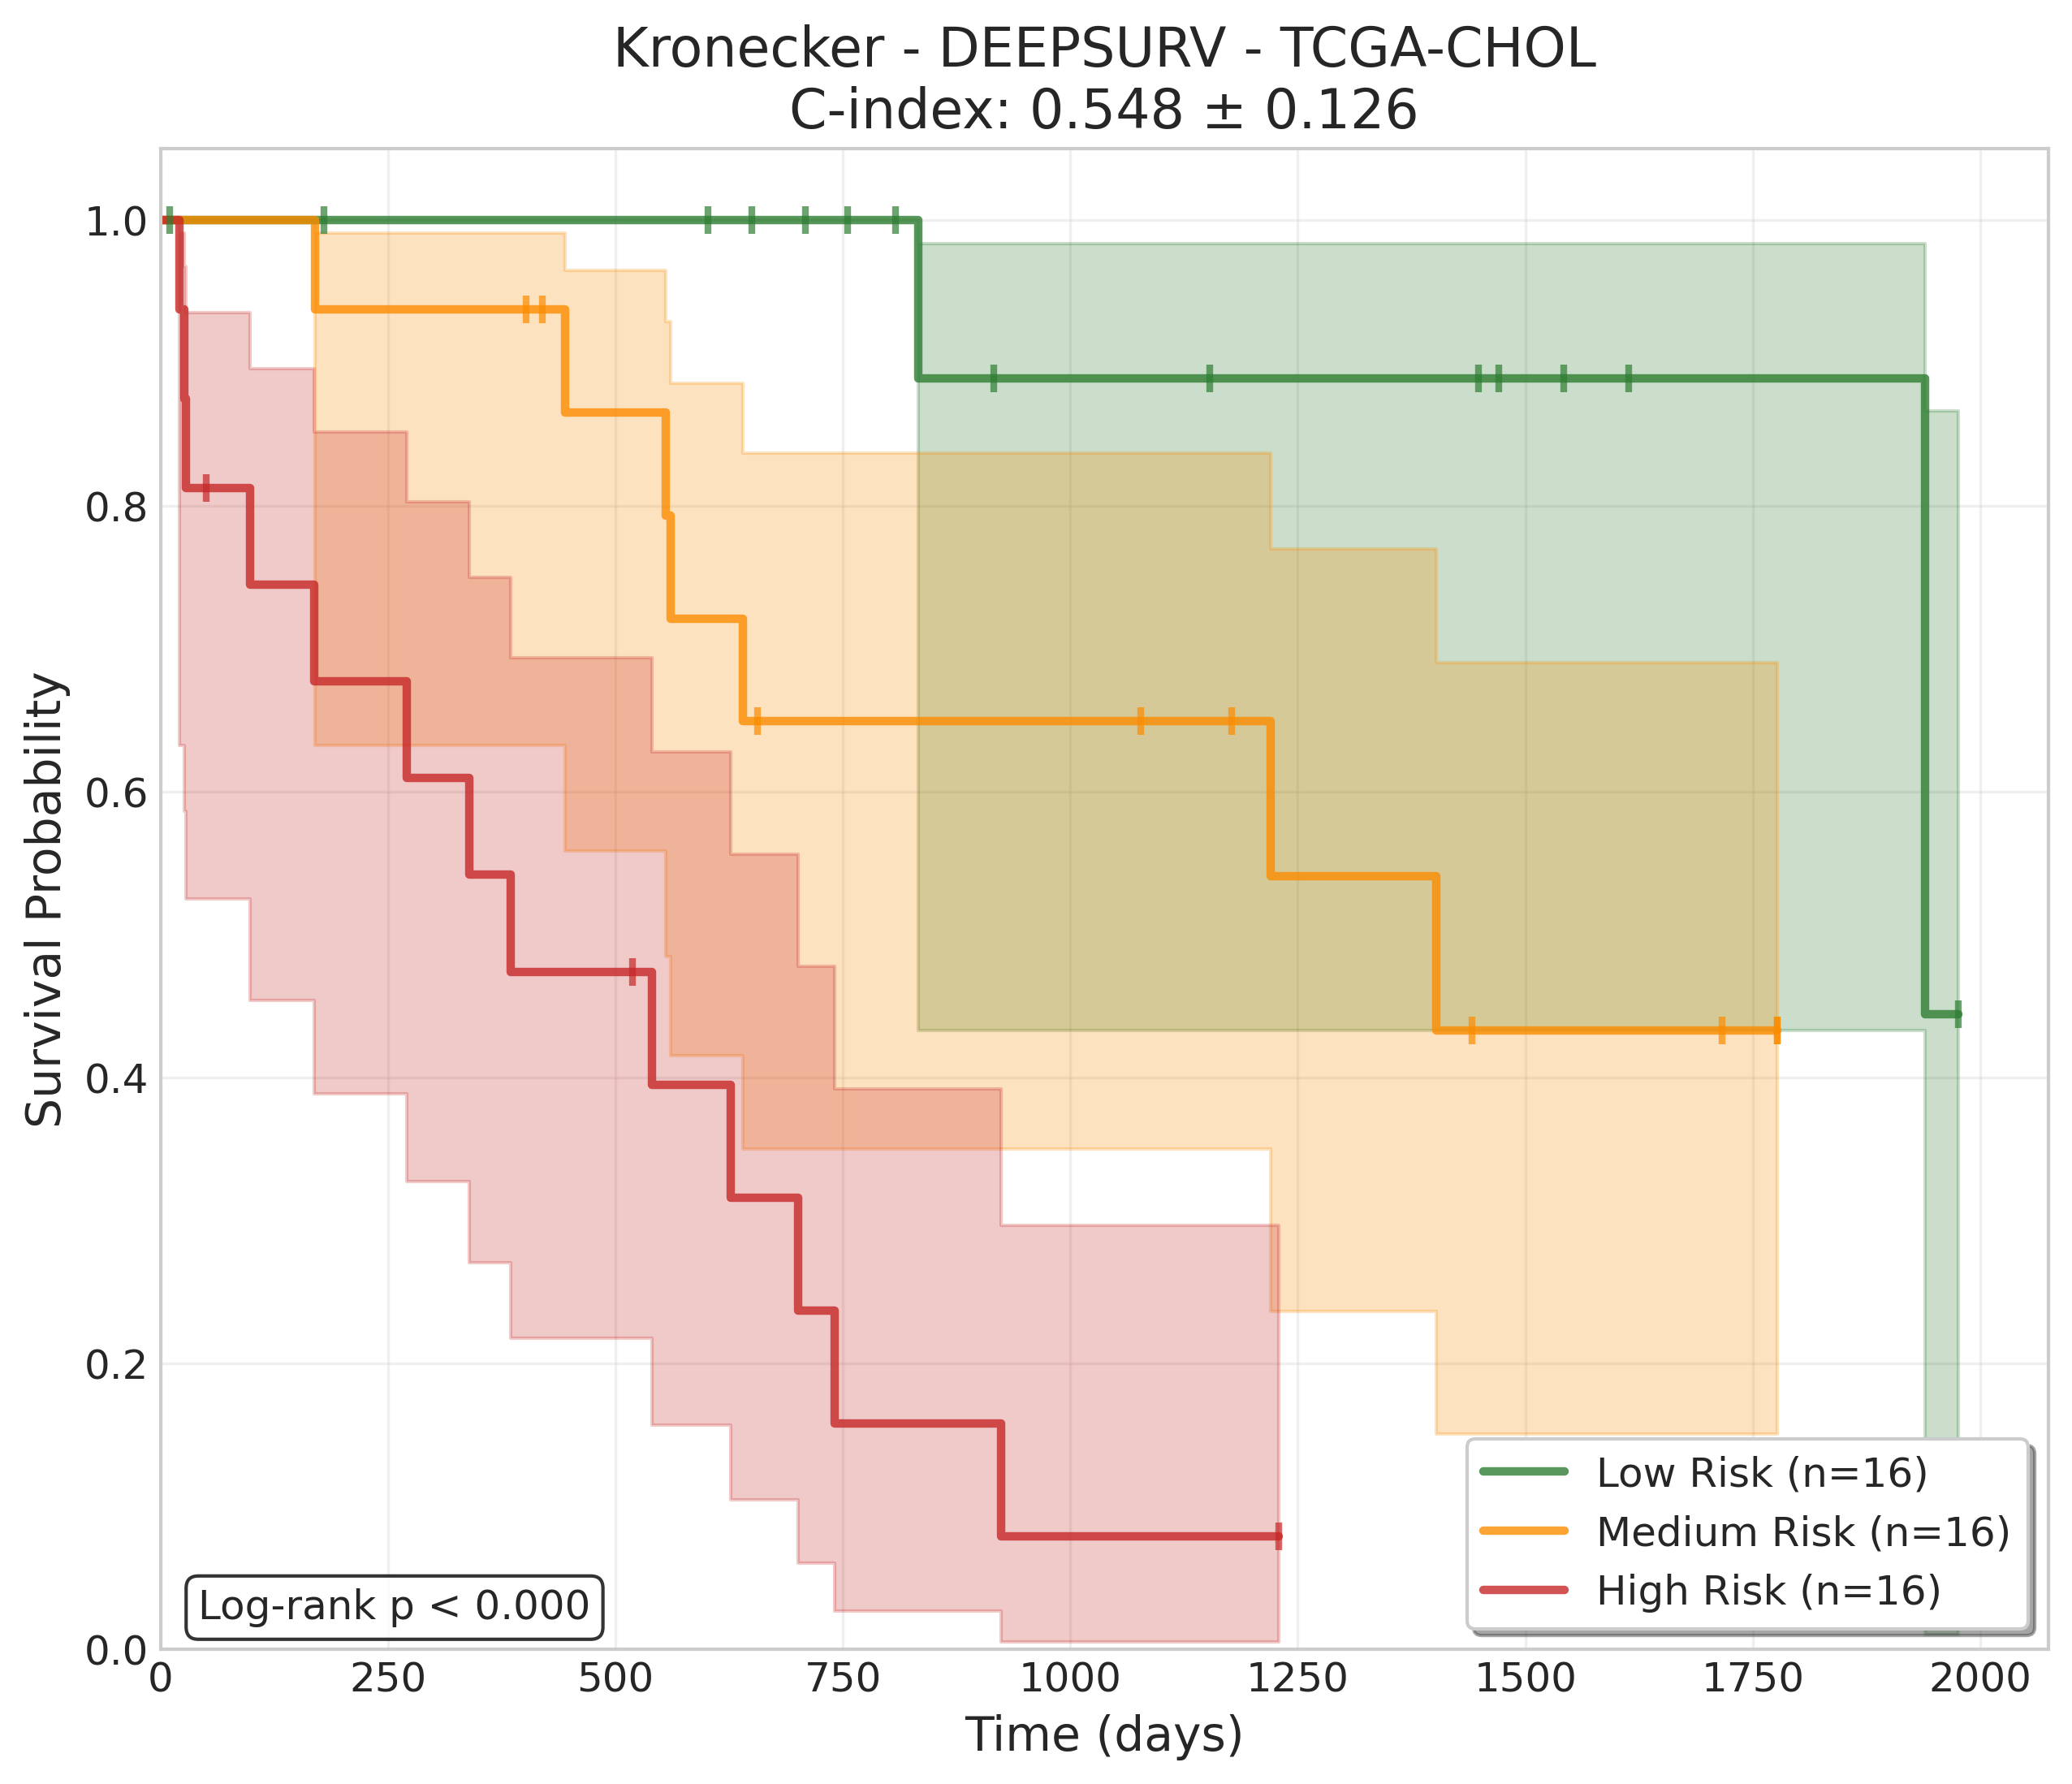 Kronecker - DEEPSURV - TCGA-CHOL
C-index: 0.548 ± 0.126
Survival Probability
1.0
0.8
0.6
0.4
0.2
0.0
Log-rank p < 0.000
Low Risk (n=16)
Medium Risk (n=16)
High Risk (n=16)
0 250 500 750 1000 1250 1500 1750 2000
Time (days)